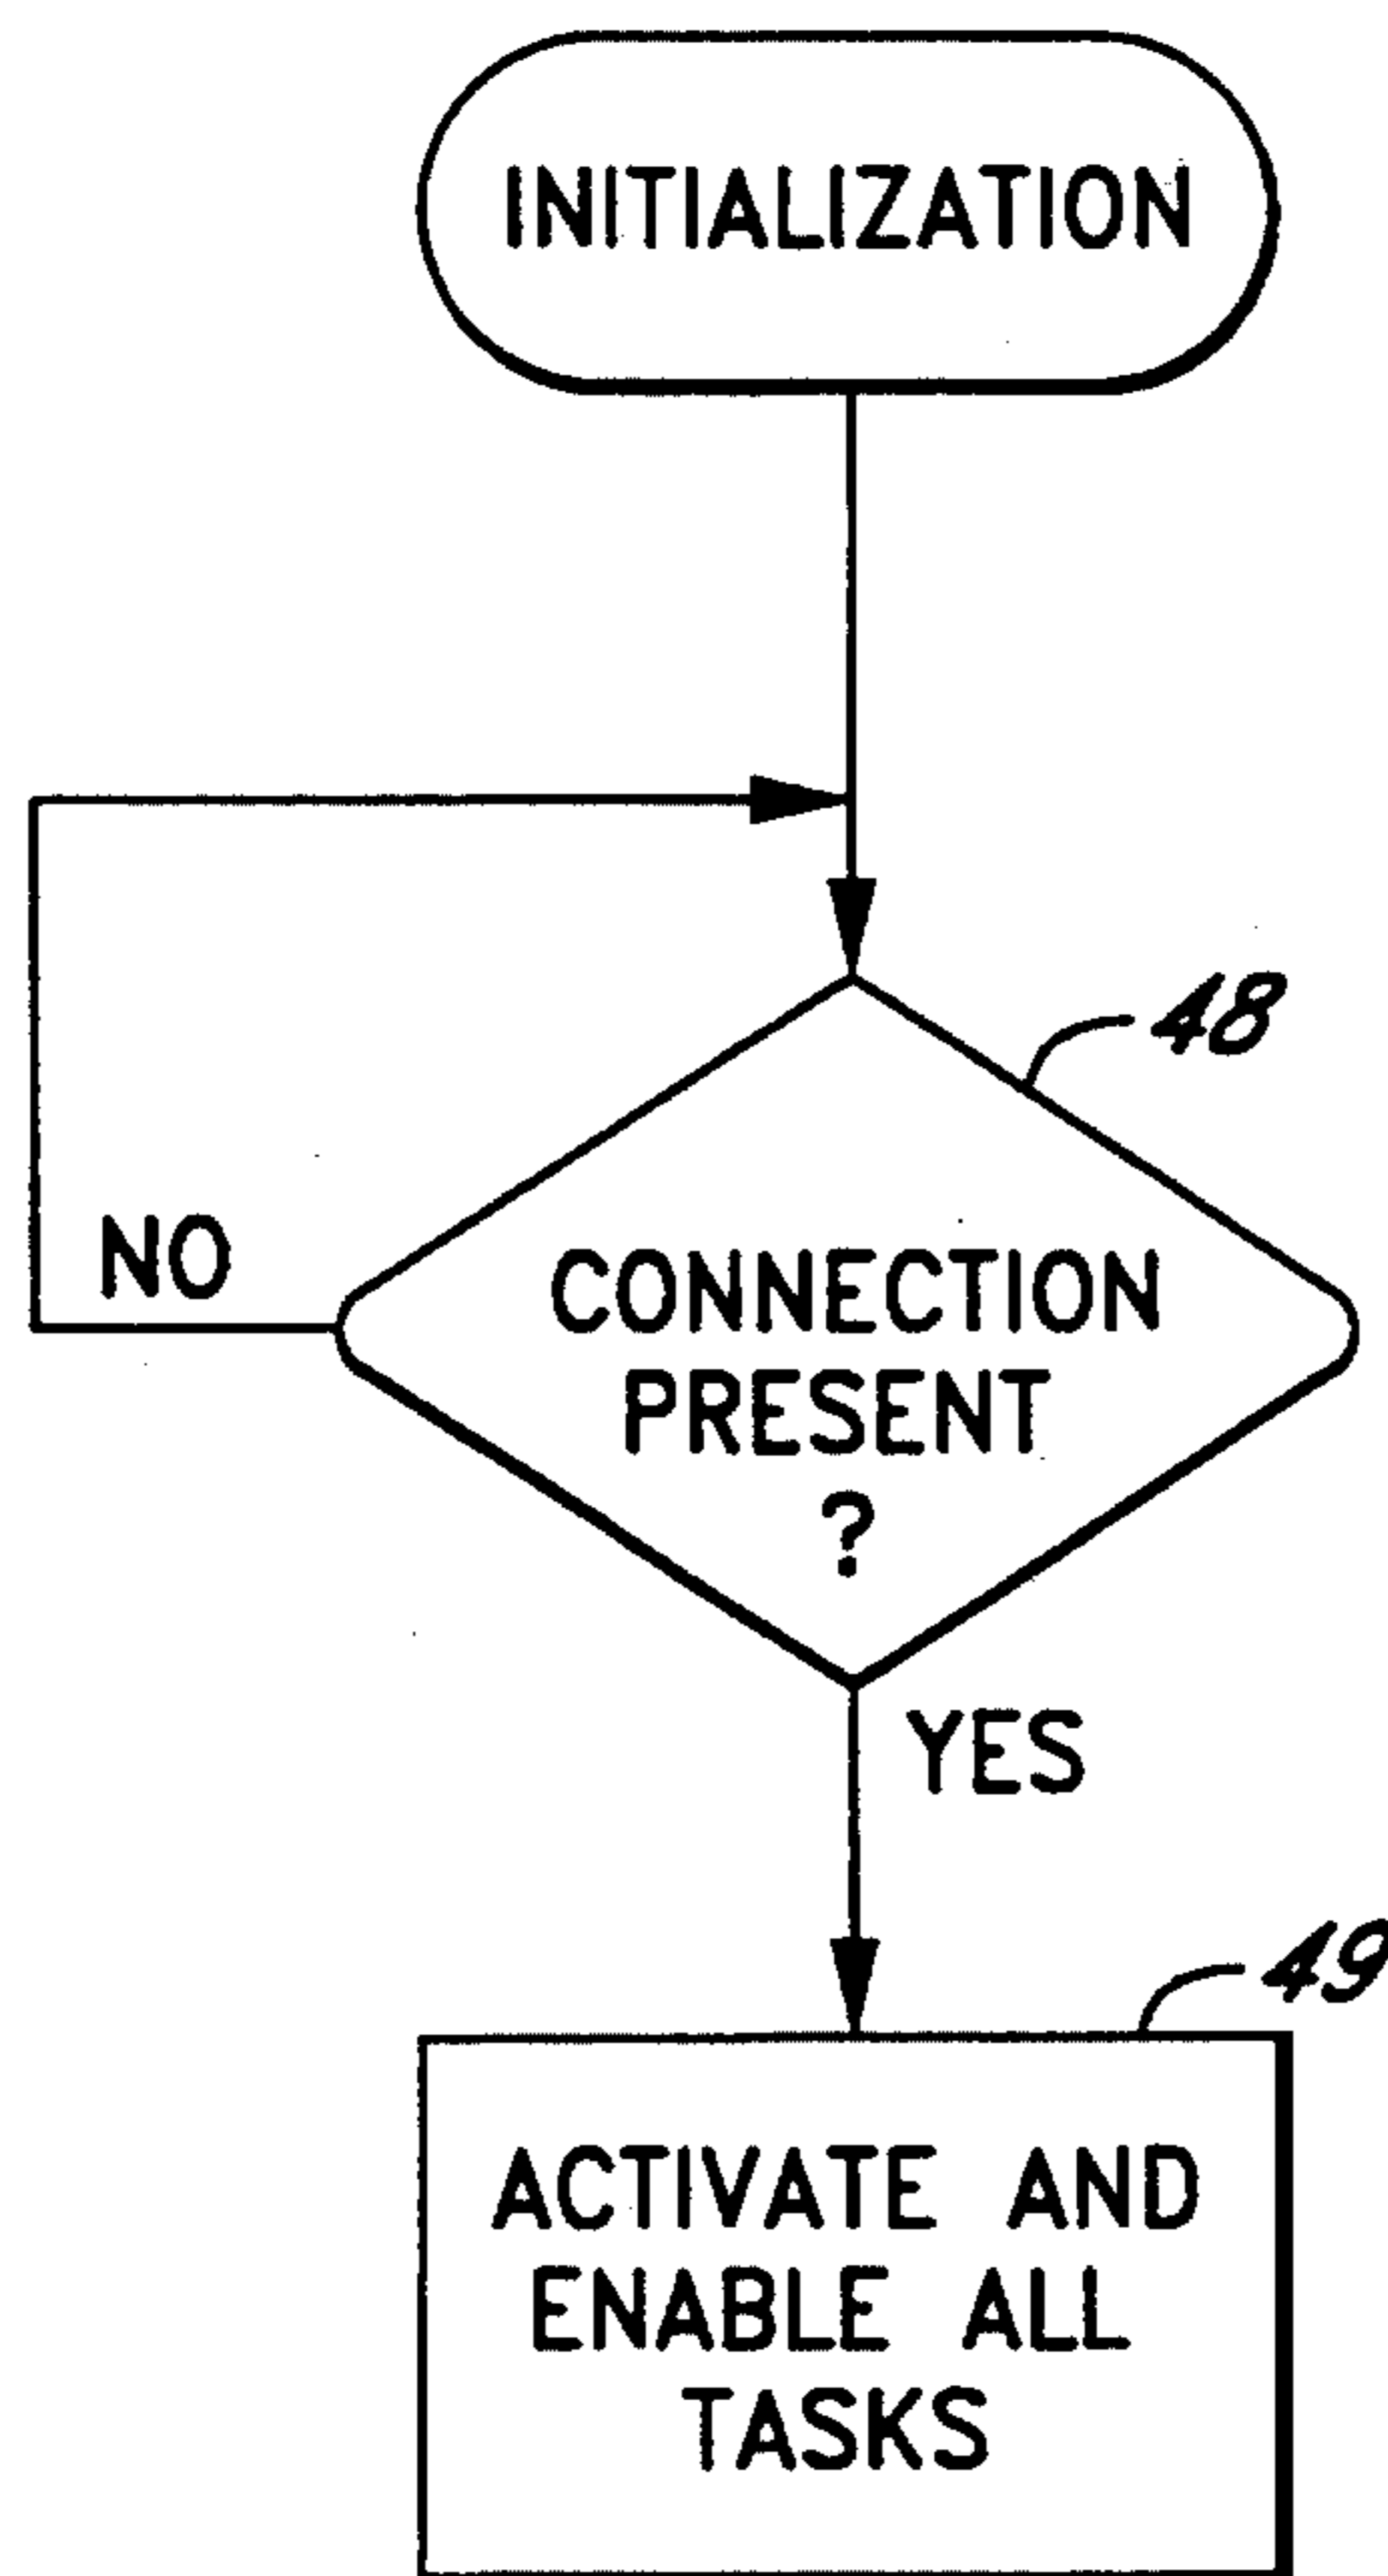 INITIALIZATION
48
NO
CONNECTION
PRESENT
?
YES
49
ACTIVATE AND
ENABLE ALL
TASKS